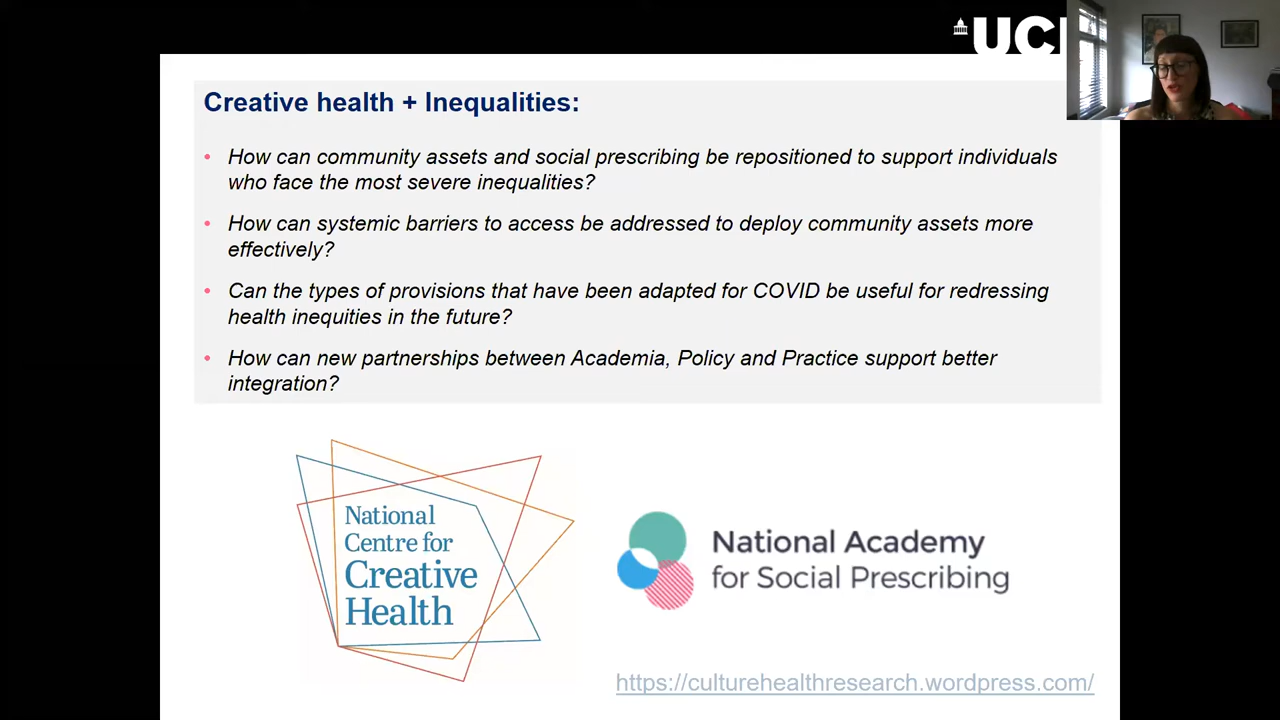 UCL
Creative health + Inequalities:
• How can community assets and social prescribing be repositioned to support individuals
who face the most severe inequalities?
• How can systemic barriers to access be addressed to deploy community assets more
effectively?
• Can the types of provisions that have been adapted for COVID be useful for redressing
health inequities in the future?
• How can new partnerships between Academia, Policy and Practice support better
integration?
National
Centre for
Creative
Health
National Academy
for Social Prescribing
https://culturehealthresearch.wordpress.com/